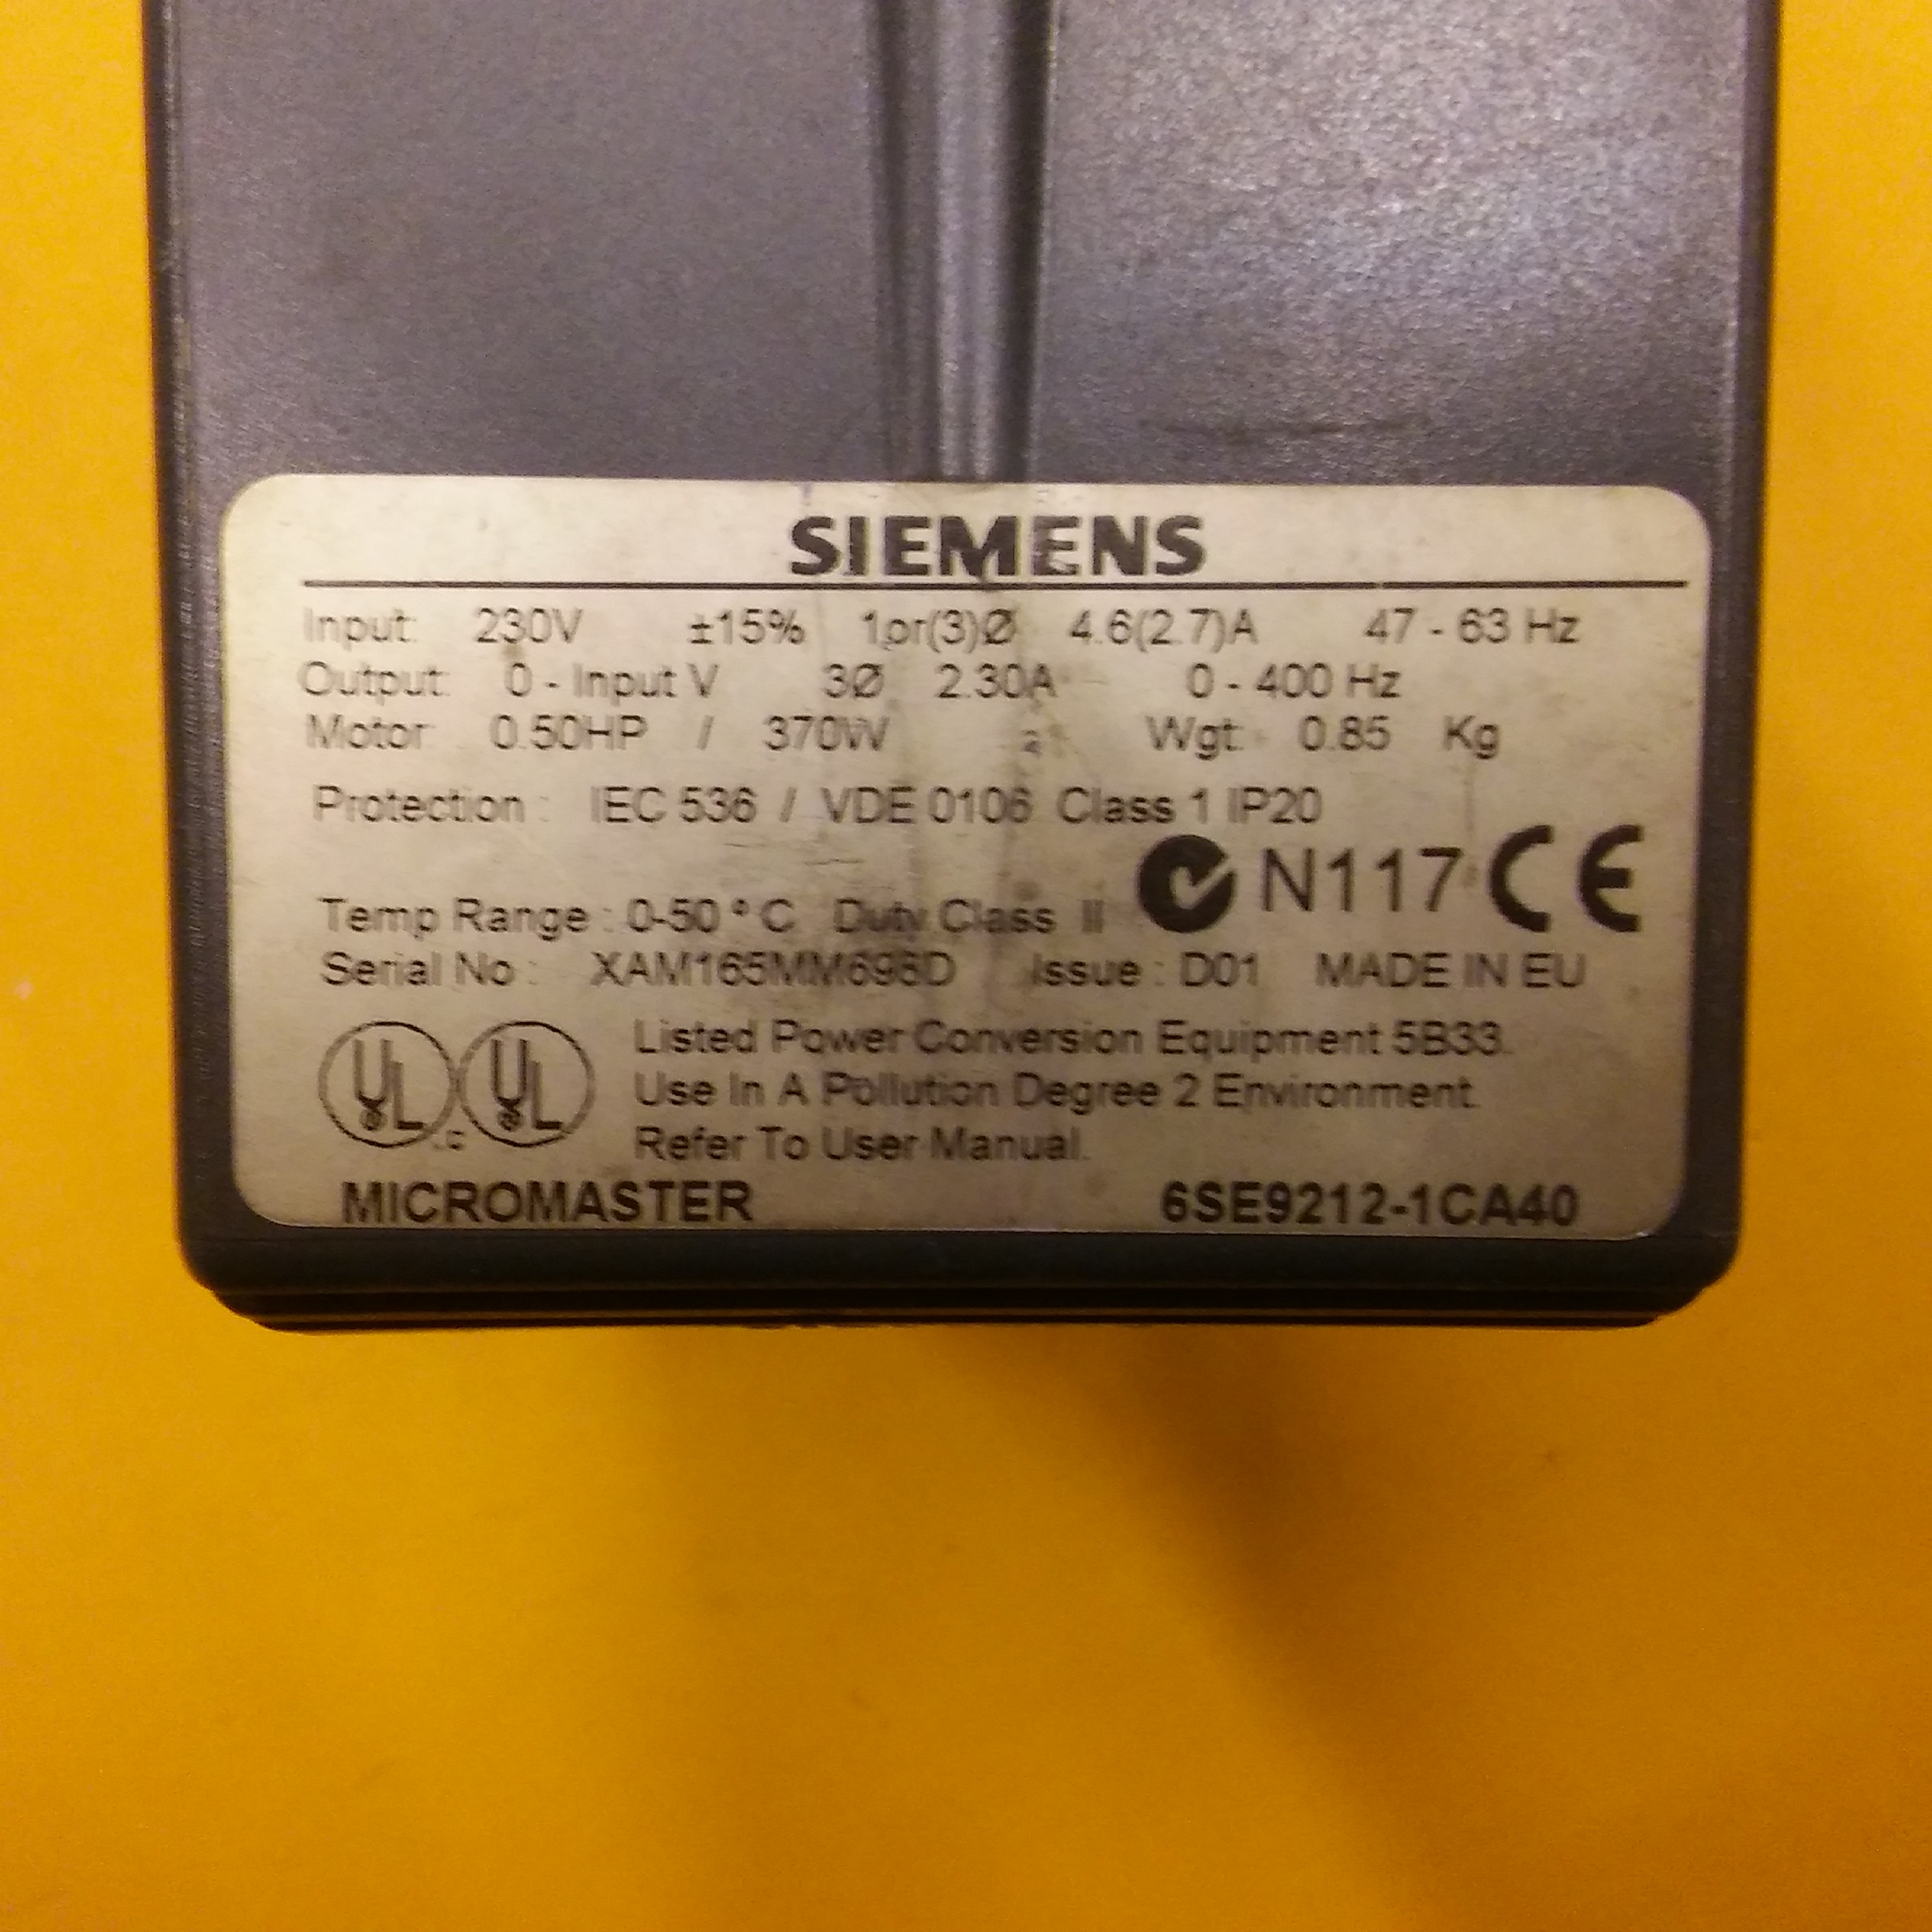 SIEMENS
Input: 230V ±15% 1or(3)Ø 4.6(2.7)A 47 - 63 Hz
Output: 0 - Input V 3Ø 2.30A 0 - 400 Hz
Motor 0.50HP / 370W Wgt: 0.85 Kg
Protection : IEC 536 / VDE 0106 Class 1 IP20
N117 CE
Temp Range : 0-50 °C Duty Class II
Serial No : Issue : D01 MADE IN EU
UL UL Listed Power Conversion Equipment 5B33.
Use In A Pollution Degree 2 Environment.
Refer To User Manual.
MICROMASTER 6SE9212-1CA40